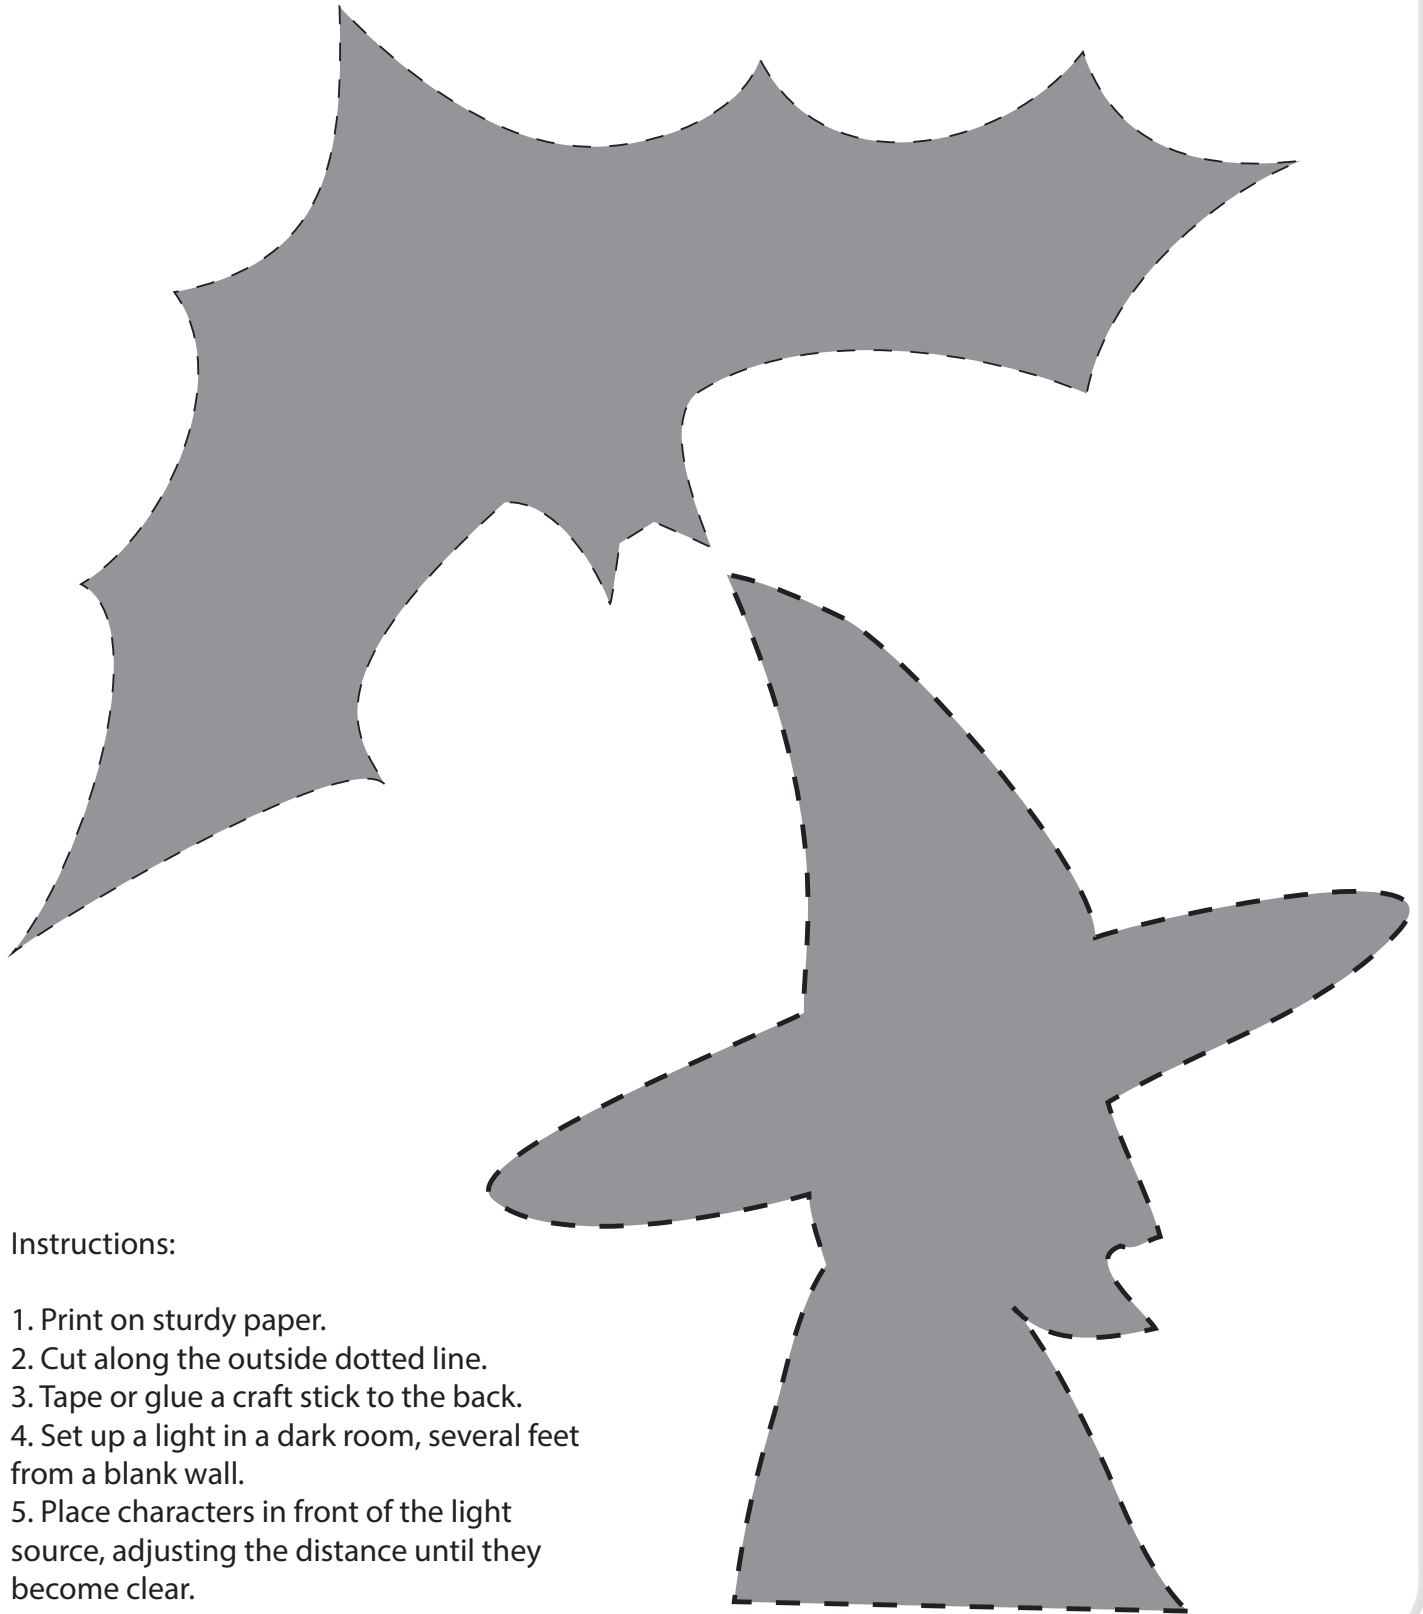 Instructions:
1. Print on sturdy paper.
2. Cut along the outside dotted line.
3. Tape or glue a craft stick to the back.
4. Set up a light in a dark room, several feet
from a blank wall.
5. Place characters in front of the light
source, adjusting the distance until they
become clear.